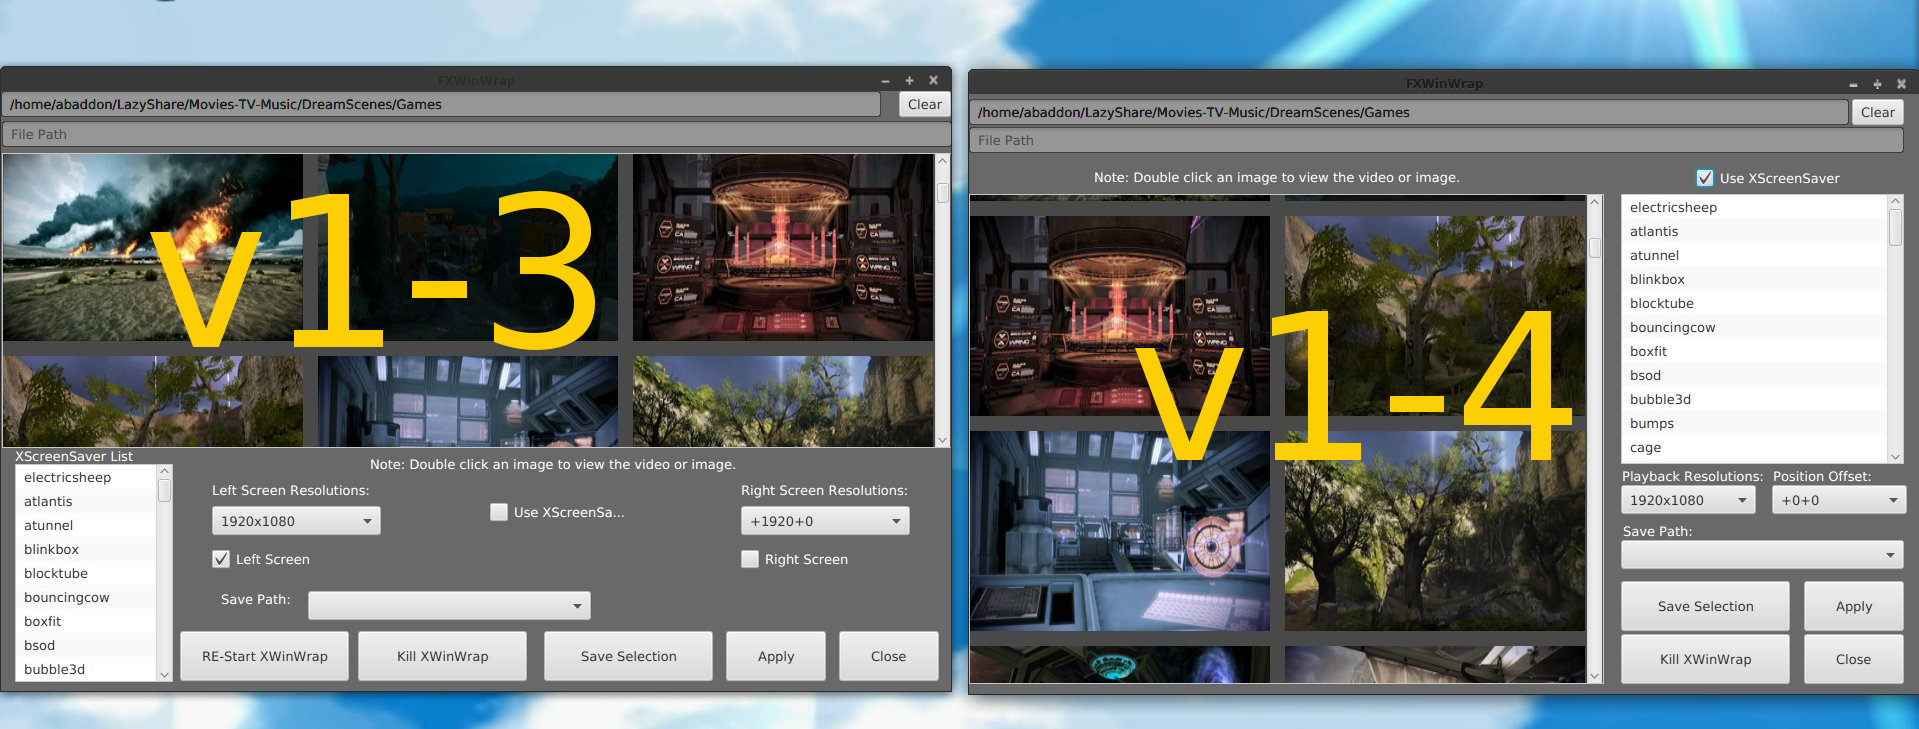 FXWinWrap
/home/abaddon/LazyShare/Movies-TV-Music/DreamScenes/Games
Clear
File Path
v1-3
XScreenSaver List
electricsheep
atlantis
atunnel
blinkbox
blocktube
bouncingcow
boxfit
bsod
bubble3d
Note: Double click an image to view the video or image.
Left Screen Resolutions:
1920x1080
Left Screen
Use XScreenSa...
Right Screen Resolutions:
+1920+0
Right Screen
Save Path:
RE-Start XWinWrap
Kill XWinWrap
Save Selection
Apply
Close
FXWinWrap
/home/abaddon/LazyShare/Movies-TV-Music/DreamScenes/Games
Clear
File Path
Note: Double click an image to view the video or image.
Use XScreenSaver
v1-4
electricsheep
atlantis
atunnel
blinkbox
blocktube
bouncingcow
boxfit
bsod
bubble3d
bumps
cage
Playback Resolutions:
1920x1080
Position Offset:
+0+0
Save Path:
Save Selection
Apply
Kill XWinWrap
Close